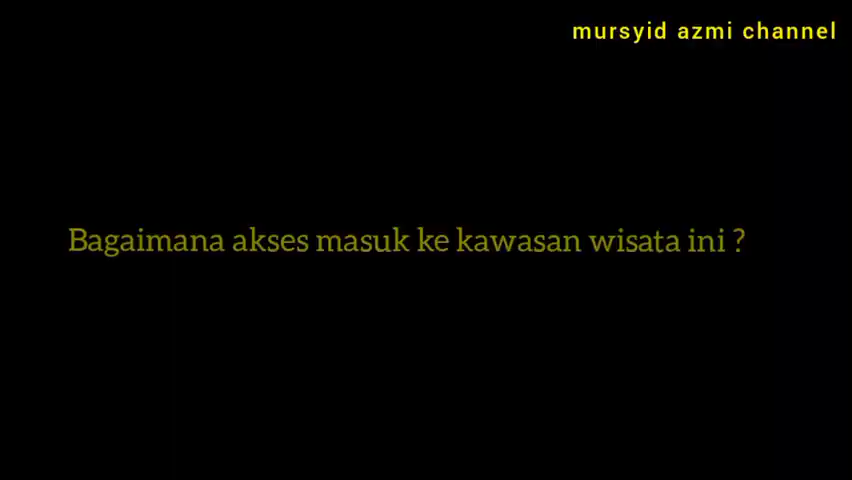 mursyid azmi channel
Bagaimana akses masuk ke kawasan wisata ini ?